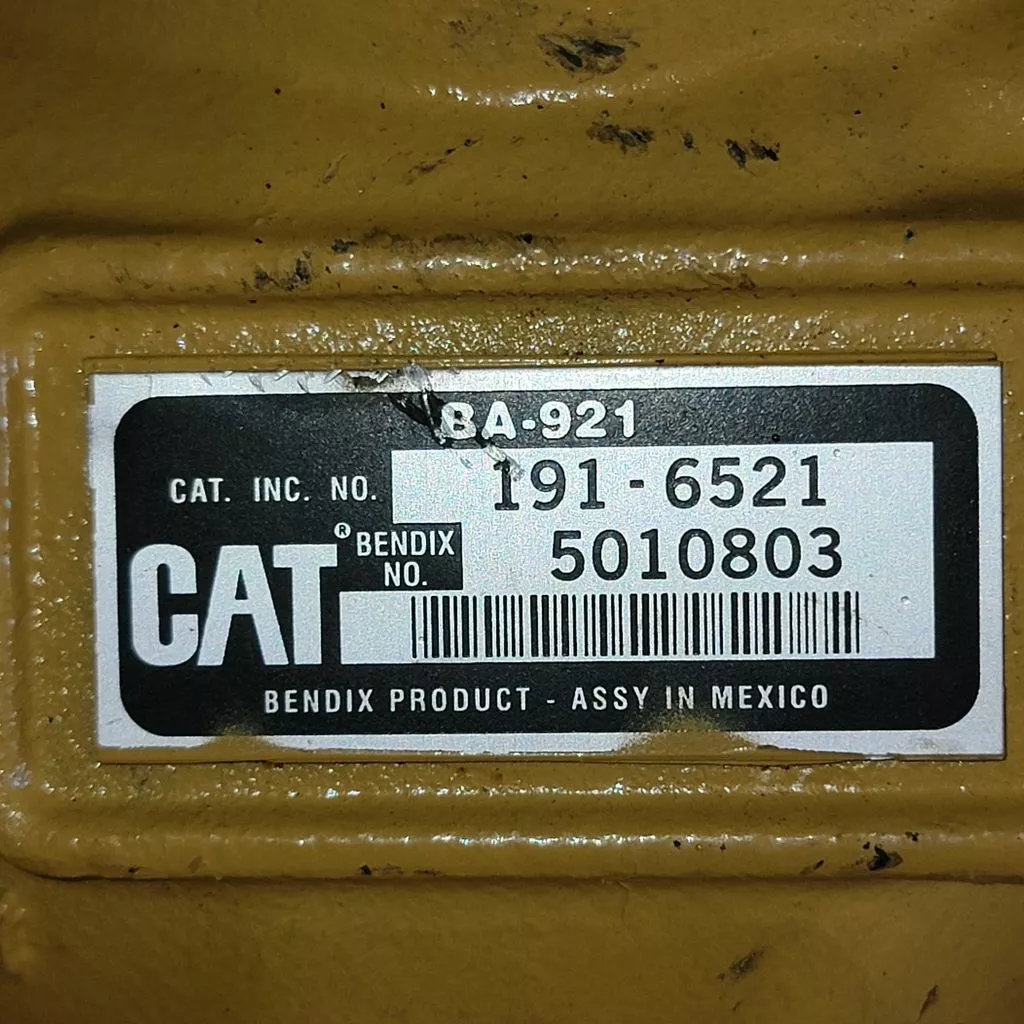 BA-921
CAT. INC. NO. 191-6521
CAT® BENDIX NO. 5010803
BENDIX PRODUCT - ASSY IN MEXICO